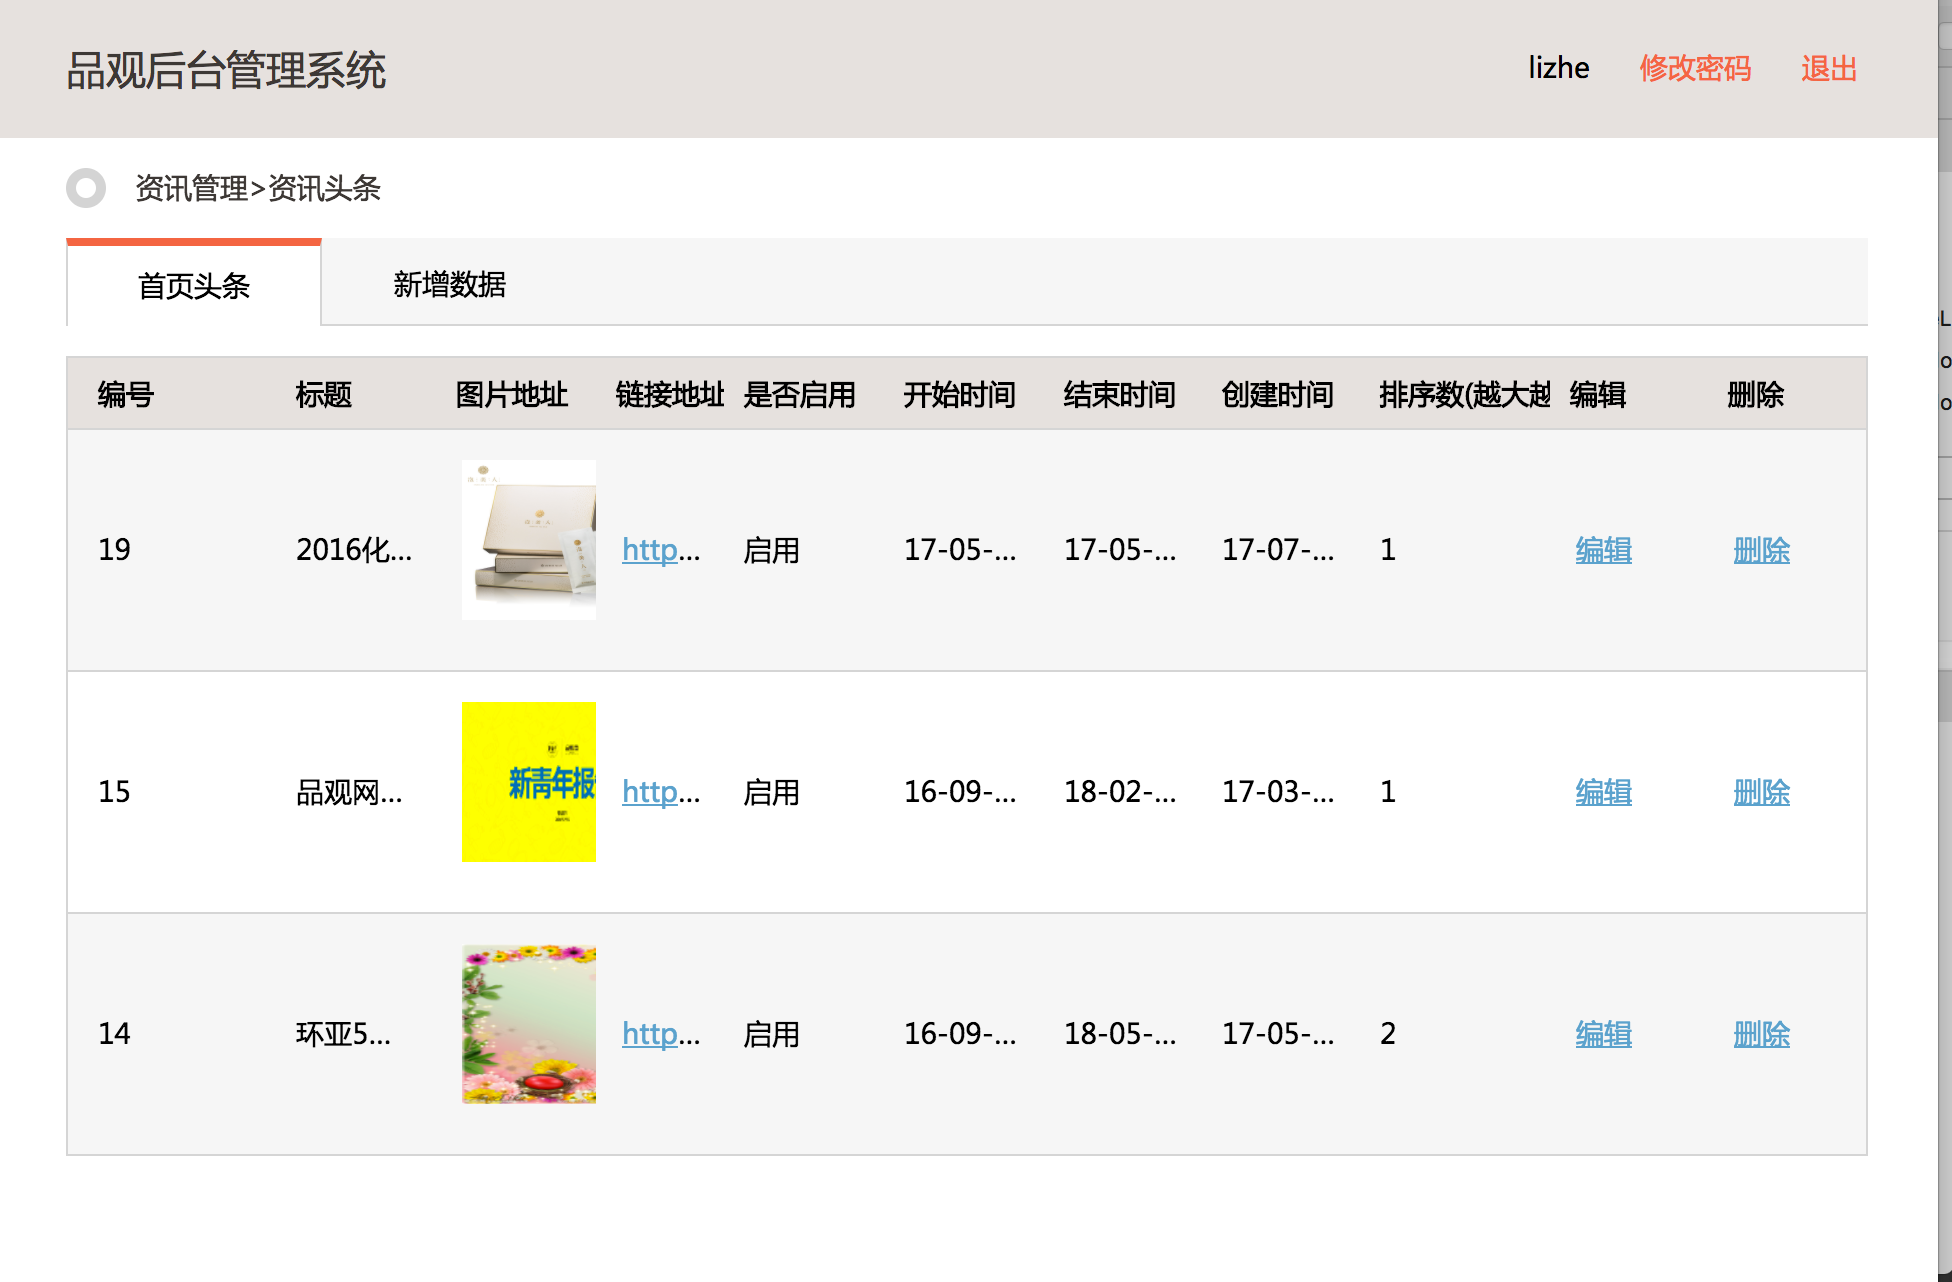 品观后台管理系统 lizhe 修改密码 退出
资讯管理>资讯头条
首页头条 新增数据
编号 标题 图片地址 链接地址 是否启用 开始时间 结束时间 创建时间 排序数(越大越 编辑 删除
19 2016化... http... 启用 17-05-... 17-05-... 17-07-... 1 编辑 删除
15 品观网... 新青年报 http... 启用 16-09-... 18-02-... 17-03-... 1 编辑 删除
14 环亚5... http... 启用 16-09-... 18-05-... 17-05-... 2 编辑 删除